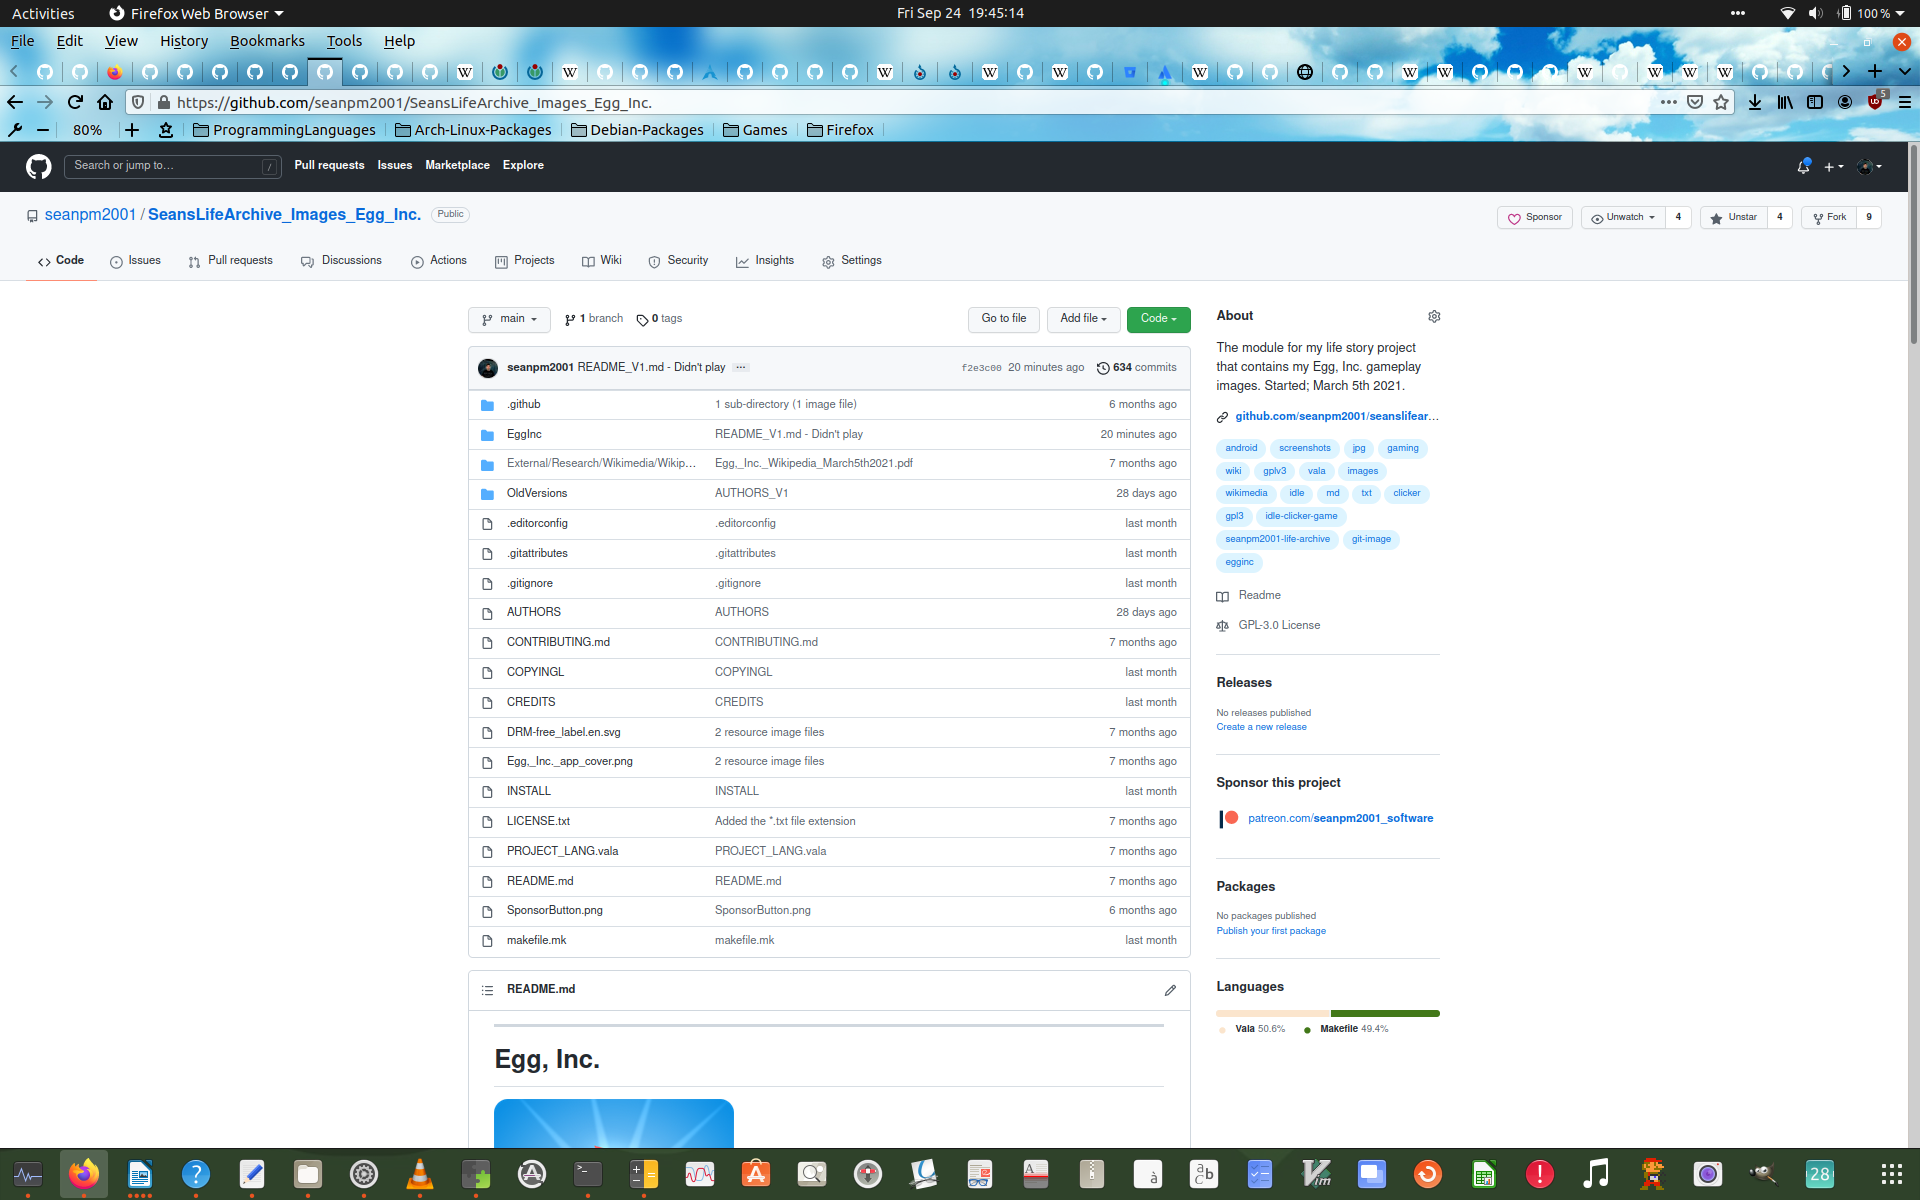 Activities Firefox Web Browser Fri Sep 24 19:45:14 100 %
File Edit View History Bookmarks Tools Help
https://github.com/seanpm2001/SeansLifeArchive_Images_Egg_Inc. 5
80% ProgrammingLanguages Arch-Linux-Packages Debian-Packages Games Firefox
Search or jump to… / Pull requests Issues Marketplace Explore
seanpm2001 / SeansLifeArchive_Images_Egg_Inc. Public Sponsor Unwatch 4 Unstar 4 Fork 9
Code Issues Pull requests Discussions Actions Projects Wiki Security Insights Settings
main 1 branch 0 tags Go to file Add file Code
seanpm2001 README_V1.md - Didn't play ... f2e3c00 20 minutes ago 634 commits
.github 1 sub-directory (1 image file) 6 months ago
EggInc README_V1.md - Didn't play 20 minutes ago
External/Research/Wikimedia/Wikip… Egg,_Inc._Wikipedia_March5th2021.pdf 7 months ago
OldVersions AUTHORS_V1 28 days ago
.editorconfig .editorconfig last month
.gitattributes .gitattributes last month
.gitignore .gitignore last month
AUTHORS AUTHORS 28 days ago
CONTRIBUTING.md CONTRIBUTING.md 7 months ago
COPYINGL COPYINGL last month
CREDITS CREDITS last month
DRM-free_label.en.svg 2 resource image files 7 months ago
Egg,_Inc._app_cover.png 2 resource image files 7 months ago
INSTALL INSTALL last month
LICENSE.txt Added the *.txt file extension 7 months ago
PROJECT_LANG.vala PROJECT_LANG.vala 7 months ago
README.md README.md 7 months ago
SponsorButton.png SponsorButton.png 6 months ago
makefile.mk makefile.mk last month
README.md
Egg, Inc.
About
The module for my life story project
that contains my Egg, Inc. gameplay
images. Started; March 5th 2021.
github.com/seanpm2001/seanslifear…
android screenshots jpg gaming
wiki gplv3 vala images
wikimedia idle md txt clicker
gpl3 idle-clicker-game
seanpm2001-life-archive git-image
egginc
Readme
GPL-3.0 License
Releases
No releases published
Create a new release
Sponsor this project
patreon.com/seanpm2001_software
Packages
No packages published
Publish your first package
Languages
Vala 50.6% Makefile 49.4%
28